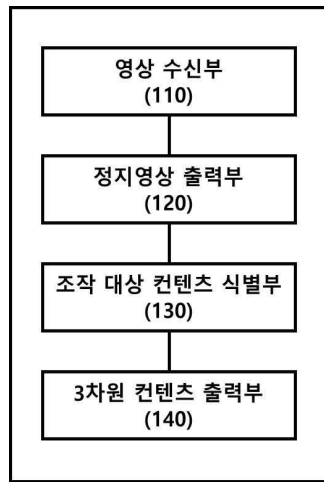 영상 수신부
(110)
정지영상 출력부
(120)
조작 대상 컨텐츠 식별부
(130)
3차원 컨텐츠 출력부
(140)